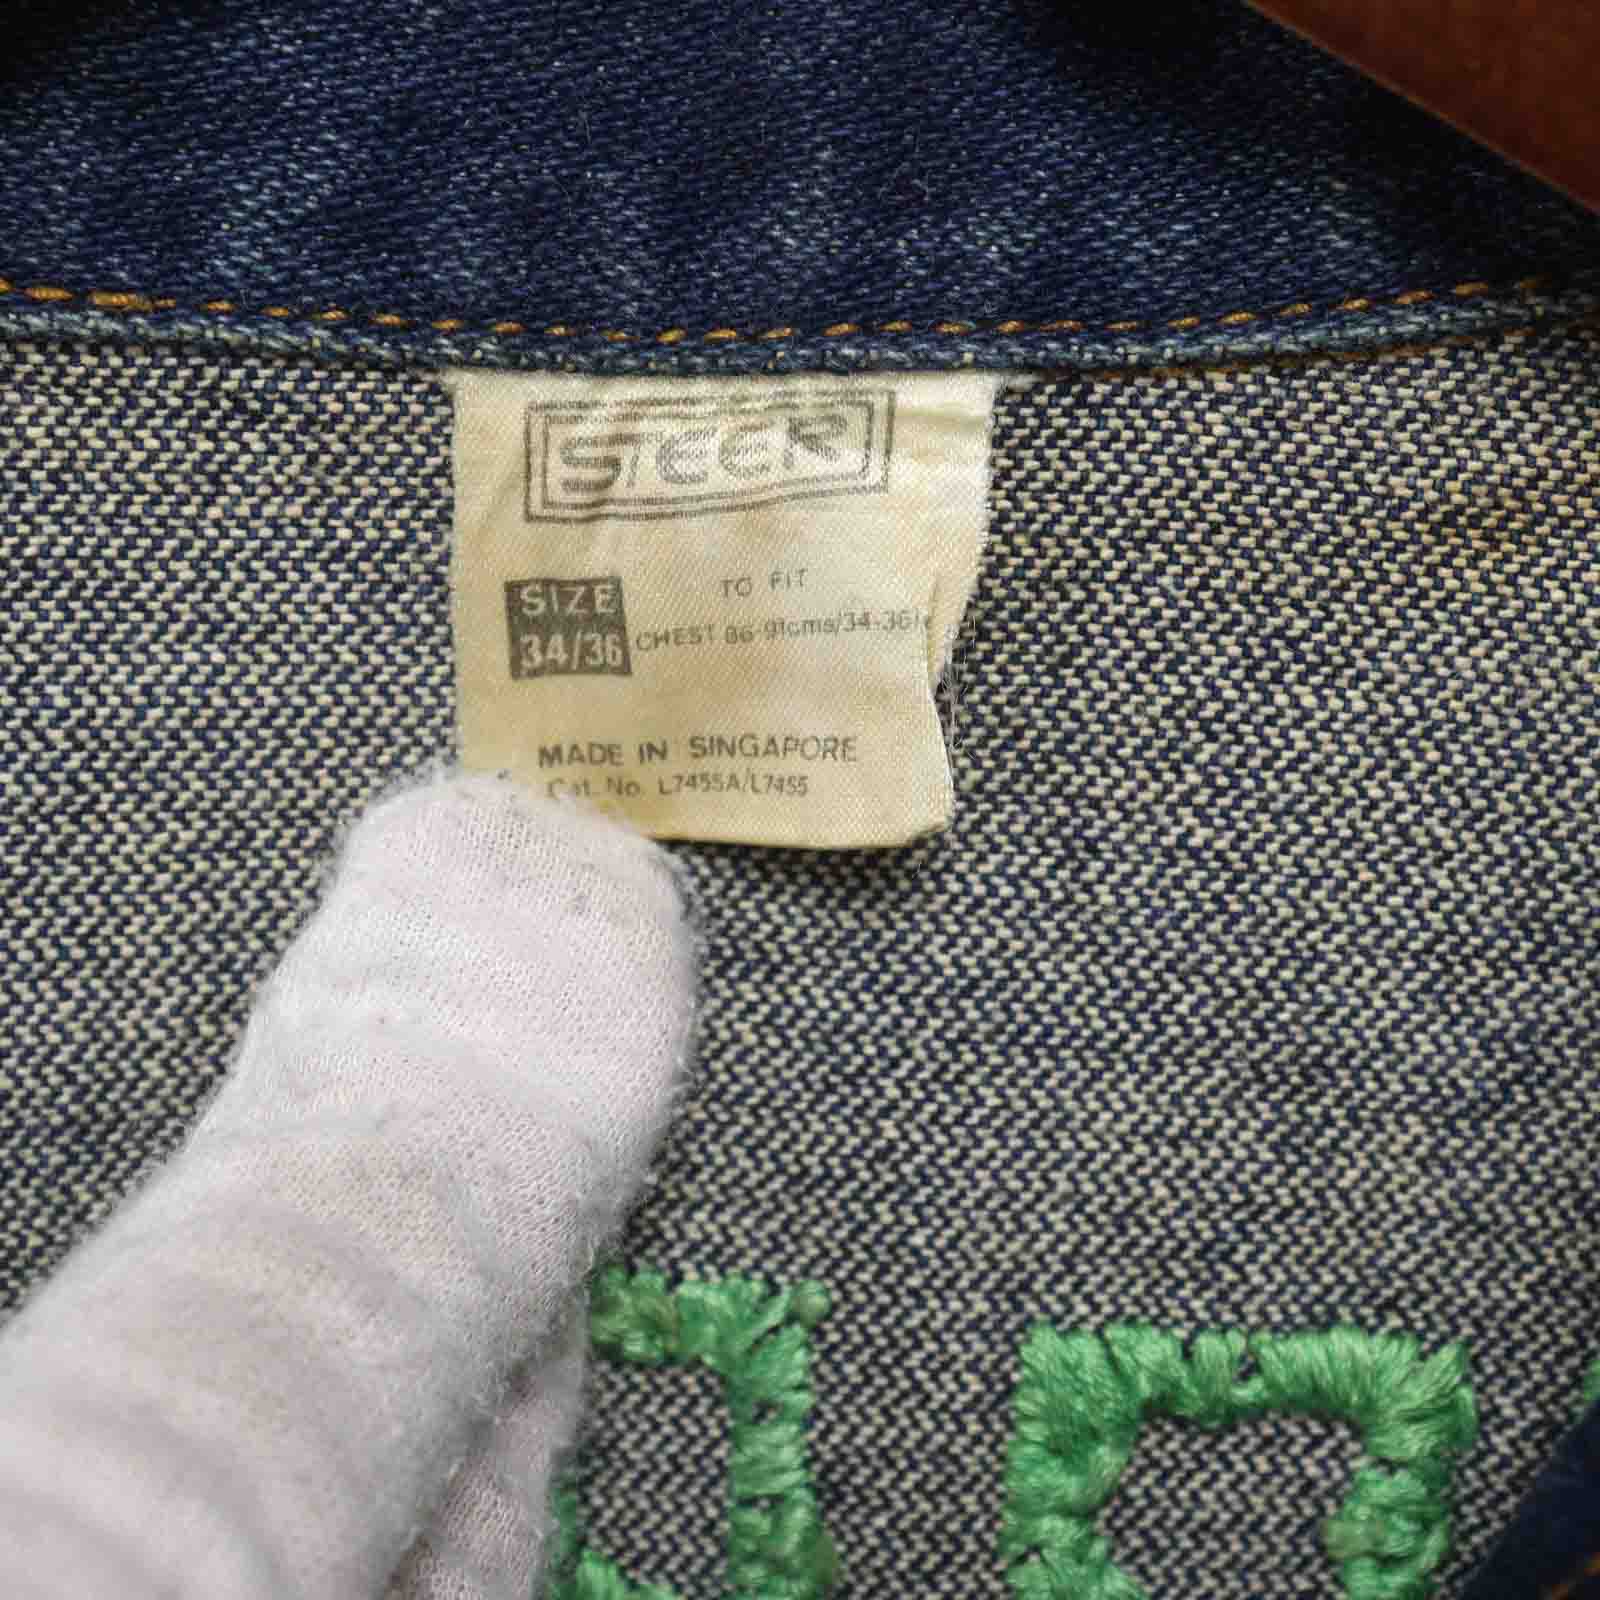 STEER
SIZE
34/36
TO FIT
CHEST 86-91cms/34-36
MADE IN SINGAPORE
Cat. No. L7455A/L7455